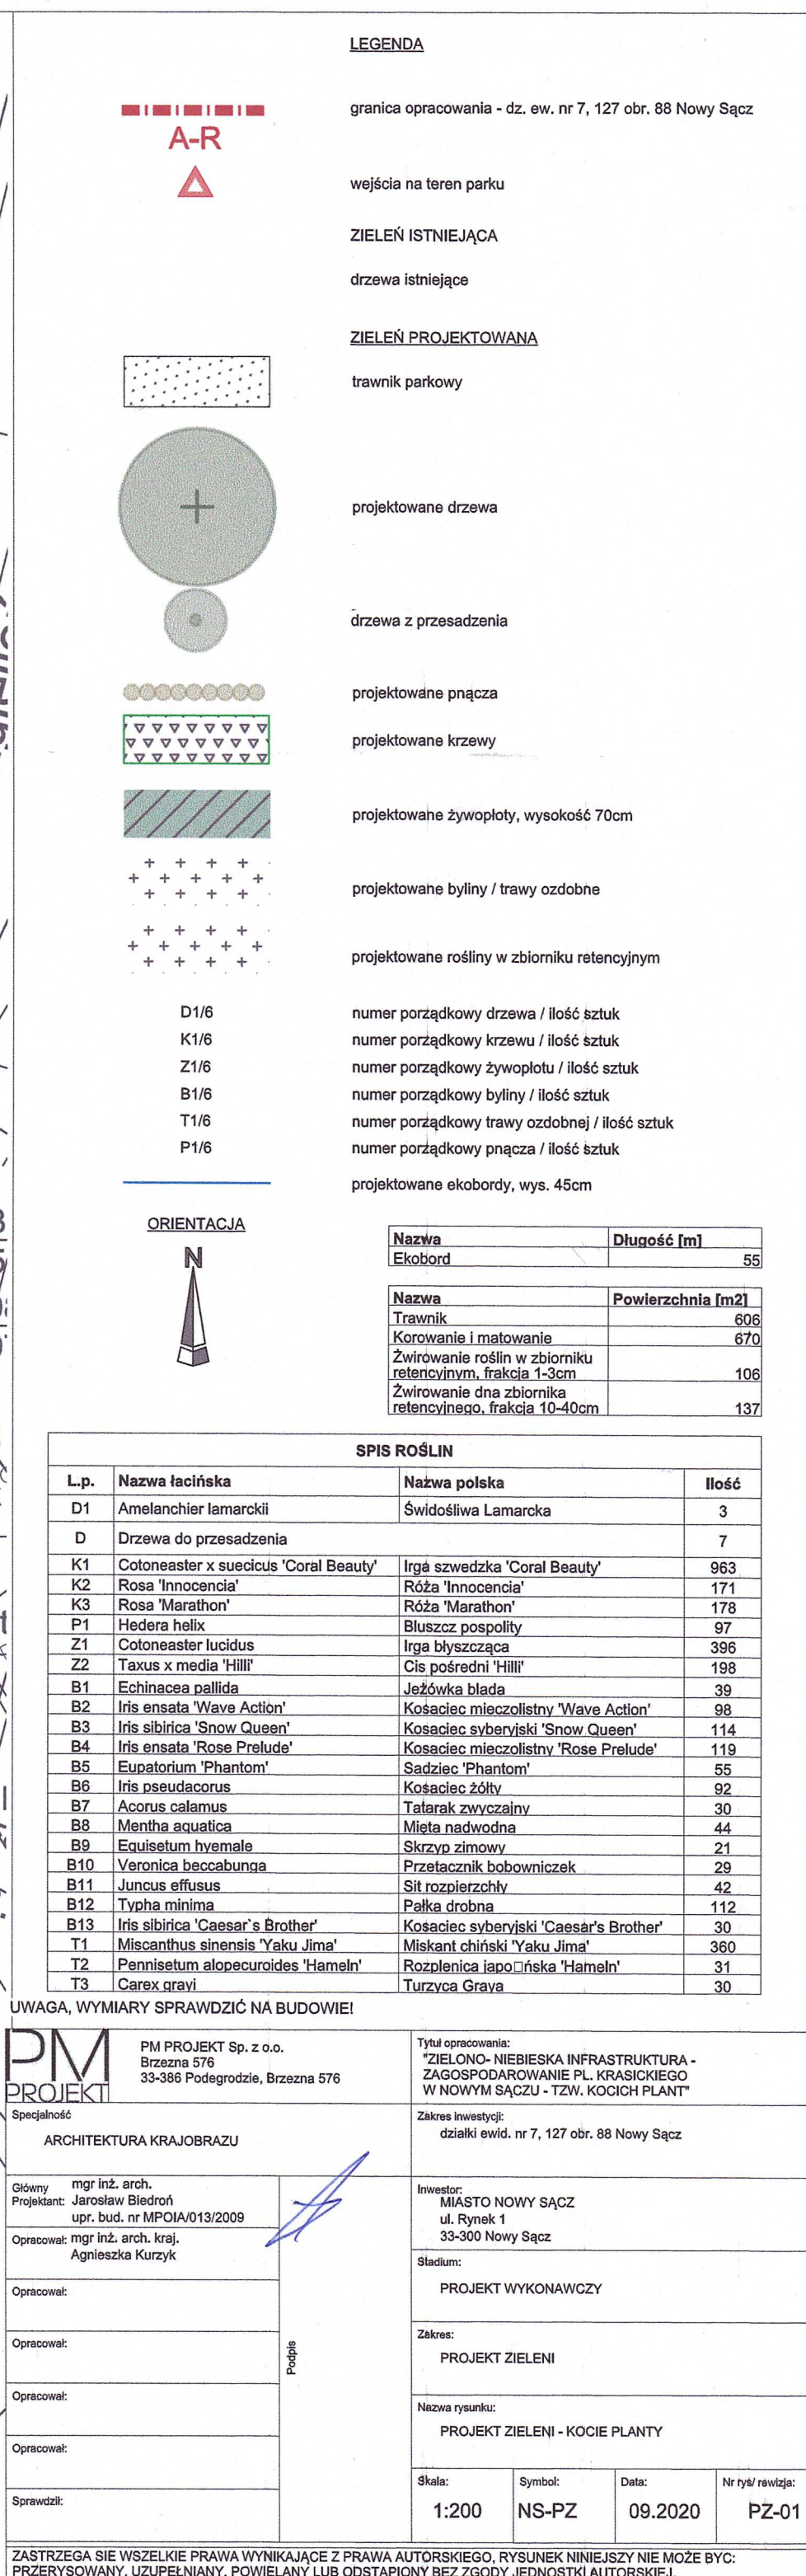 LEGENDA
granica opracowania - dz. ew. nr 7, 127 obr. 88 Nowy Sącz
A-R
wejścia na teren parku
ZIELEŃ ISTNIEJĄCA
drzewa istniejące
ZIELEŃ PROJEKTOWANA
trawnik parkowy
projektowane drzewa
drzewa z przesadzenia
projektowane pnącza
projektowane krzewy
projektowane żywopłoty, wysokość 70cm
projektowane byliny / trawy ozdobne
projektowane rośliny w zbiorniku retencyjnym
D1/6 numer porządkowy drzewa / ilość sztuk
K1/6 numer porządkowy krzewu / ilość sztuk
Z1/6 numer porządkowy żywopłotu / ilość sztuk
B1/6 numer porządkowy byliny / ilość sztuk
T1/6 numer porządkowy trawy ozdobnej / ilość sztuk
P1/6 numer porządkowy pnącza / ilość sztuk
projektowane ekobordy, wys. 45cm
ORIENTACJA
N
Nazwa Długość [m]
Ekobord 55
Nazwa Powierzchnia [m2]
Trawnik 606
Korowanie i matowanie 670
Żwirowanie roślin w zbiorniku
retencyjnym, frakcja 1-3cm 106
Żwirowanie dna zbiornika
retencyjnego, frakcja 10-40cm 137
SPIS ROŚLIN
L.p. Nazwa łacińska Nazwa polska Ilość
D1 Amelanchier lamarckii Świdośliwa Lamarcka 3
D Drzewa do przesadzenia 7
K1 Cotoneaster x suecicus 'Coral Beauty' Irga szwedzka 'Coral Beauty' 963
K2 Rosa 'Innocencia' Róża 'Innocencia' 171
K3 Rosa 'Marathon' Róża 'Marathon' 178
P1 Hedera helix Bluszcz pospolity 97
Z1 Cotoneaster lucidus Irga błyszcząca 396
Z2 Taxus x media 'Hilli' Cis pośredni 'Hilli' 198
B1 Echinacea pallida Jeżówka blada 39
B2 Iris ensata 'Wave Action' Kosaciec mieczolistny 'Wave Action' 98
B3 Iris sibirica 'Snow Queen' Kosaciec syberyjski 'Snow Queen' 114
B4 Iris ensata 'Rose Prelude' Kosaciec mieczolistny 'Rose Prelude' 119
B5 Eupatorium 'Phantom' Sadziec 'Phantom' 55
B6 Iris pseudacorus Kosaciec żółty 92
B7 Acorus calamus Tatarak zwyczajny 30
B8 Mentha aquatica Mięta nadwodna 44
B9 Equisetum hyemale Skrzyp zimowy 21
B10 Veronica beccabunga Przetacznik bobowniczek 29
B11 Juncus effusus Sit rozpierzchły 42
B12 Typha minima Pałka drobna 112
B13 Iris sibirica 'Caesar`s Brother' Kosaciec syberyjski 'Caesar's Brother' 30
T1 Miscanthus sinensis 'Yaku Jima' Miskant chiński 'Yaku Jima' 360
T2 Pennisetum alopecuroides 'Hameln' Rozplenica japo□ńska 'Hameln' 31
T3 Carex grayi Turzyca Graya 30
UWAGA, WYMIARY SPRAWDZIĆ NA BUDOWIE!
PM
PROJEKT
PM PROJEKT Sp. z o.o.
Brzezna 576
33-386 Podegrodzie, Brzezna 576
Tytuł opracowania:
"ZIELONO- NIEBIESKA INFRASTRUKTURA -
ZAGOSPODAROWANIE PL. KRASICKIEGO
W NOWYM SĄCZU - TZW. KOCICH PLANT"
Specjalność
ARCHITEKTURA KRAJOBRAZU
Zakres inwestycji:
działki ewid. nr 7, 127 obr. 88 Nowy Sącz
Główny
Projektant:
mgr inż. arch.
Jarosław Biedroń
upr. bud. nr MPOIA/013/2009
Opracował: mgr inż. arch. kraj.
Agnieszka Kurzyk
Opracował:
Opracował:
Opracował:
Opracował:
Sprawdził:
Podpis
Inwestor:
MIASTO NOWY SĄCZ
ul. Rynek 1
33-300 Nowy Sącz
Stadium:
PROJEKT WYKONAWCZY
Zakres:
PROJEKT ZIELENI
Nazwa rysunku:
PROJEKT ZIELENI - KOCIE PLANTY
Skala: Symbol: Data: Nr rys/ rewizja:
1:200 NS-PZ 09.2020 PZ-01
ZASTRZEGA SIE WSZELKIE PRAWA WYNIKAJĄCE Z PRAWA AUTORSKIEJ, RYSUNEK NINIEJSZY NIE MOŻE BYC:
PRZERYSOWANY, UZUPEŁNIANY, POWIELANY LUB ODSTĄPIONY BEZ ZGODY JEDNOSTKI AUTORSKIEJ.